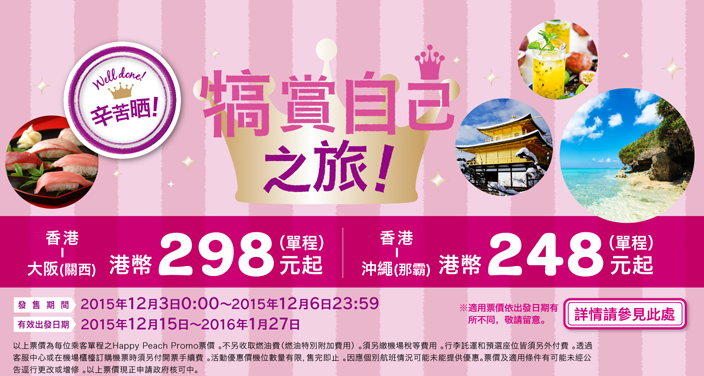 Well done!
辛苦晒!
犒賞自己
之旅!
香港
–
大阪(關西)
港幣298(單程)元起
香港
–
沖繩(那霸)
港幣248(單程)元起
發售期間 2015年12月3日0:00～2015年12月6日23:59
有效出發日期 2015年12月15日～2016年1月27日
※適用票價依出發日期有
所不同，敬請留意。
詳情請參見此處
以上票價為每位乘客單程之Happy Peach Promo票價。不另收取燃油費(燃油特別附加費用)。須另繳機場稅等費用。行李託運和預選座位皆須另外付費。透過
客服中心或在機場櫃檯訂購機票時須另付開票手續費。活動優惠價機位數量有限，售完即止。因應個別航班情況可能未能提供優惠。票價及適用條件有可能未經公
告逕行更改或增修。以上票價現正申請政府核可中。